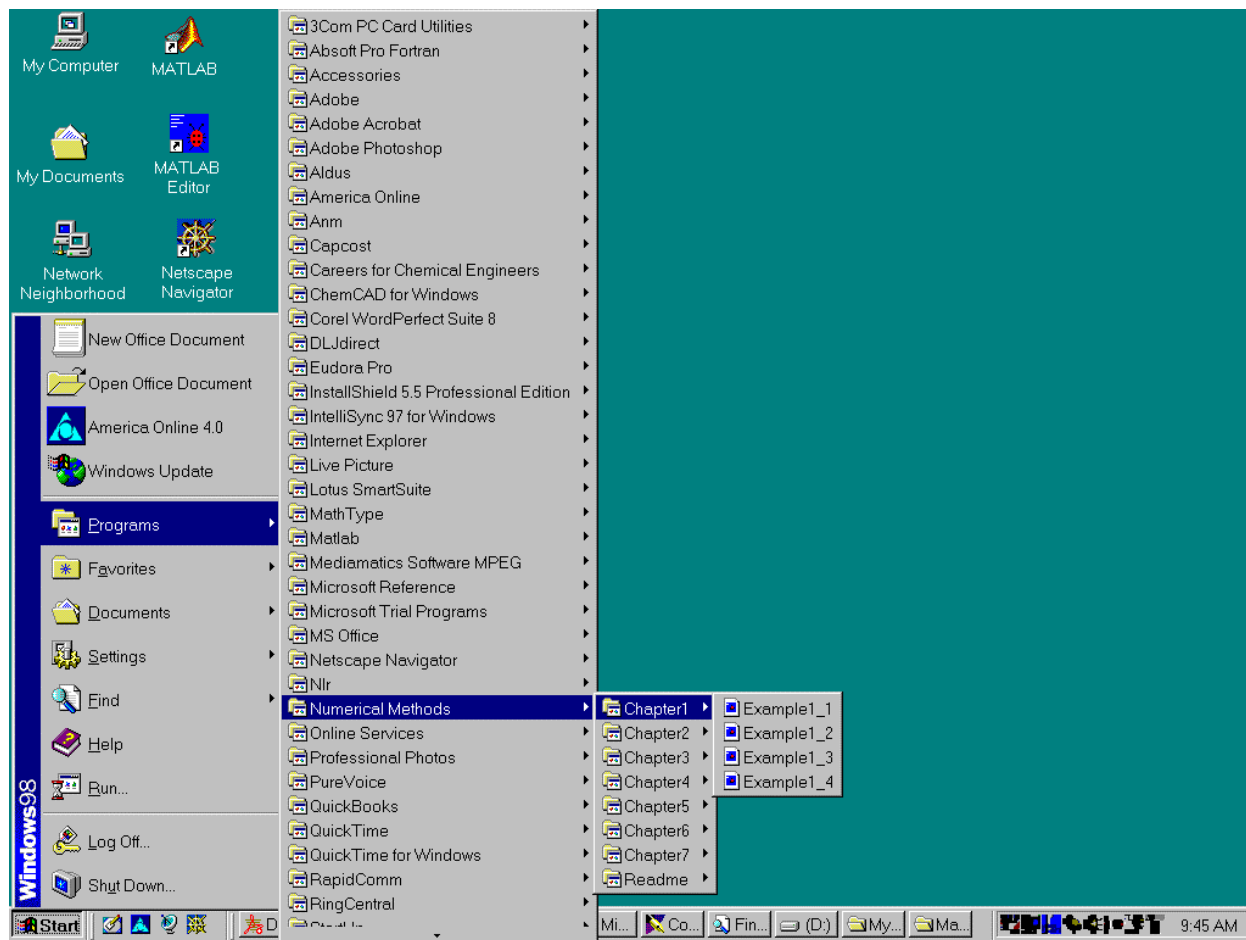 My Computer
MATLAB
My Documents
MATLAB
Editor
Network
Neighborhood
Netscape
Navigator
New Office Document
Open Office Document
America Online 4.0
Windows Update
Programs
Favorites
Documents
Settings
Find
Help
Run...
Log Off...
Shut Down...
Windows98
3Com PC Card Utilities
Absoft Pro Fortran
Accessories
Adobe
Adobe Acrobat
Adobe Photoshop
Aldus
America Online
Anm
Capcost
Careers for Chemical Engineers
ChemCAD for Windows
Corel WordPerfect Suite 8
DLJdirect
Eudora Pro
InstallShield 5.5 Professional Edition
IntelliSync 97 for Windows
Internet Explorer
Live Picture
Lotus SmartSuite
MathType
Matlab
Mediamatics Software MPEG
Microsoft Reference
Microsoft Trial Programs
MS Office
Netscape Navigator
Nlr
Numerical Methods
Online Services
Professional Photos
PureVoice
QuickBooks
QuickTime
QuickTime for Windows
RapidComm
RingCentral
Chapter1
Chapter2
Chapter3
Chapter4
Chapter5
Chapter6
Chapter7
Readme
Example1_1
Example1_2
Example1_3
Example1_4
Start
D
Mi...
Co...
Fin...
(D:)
My...
Ma...
9:45 AM